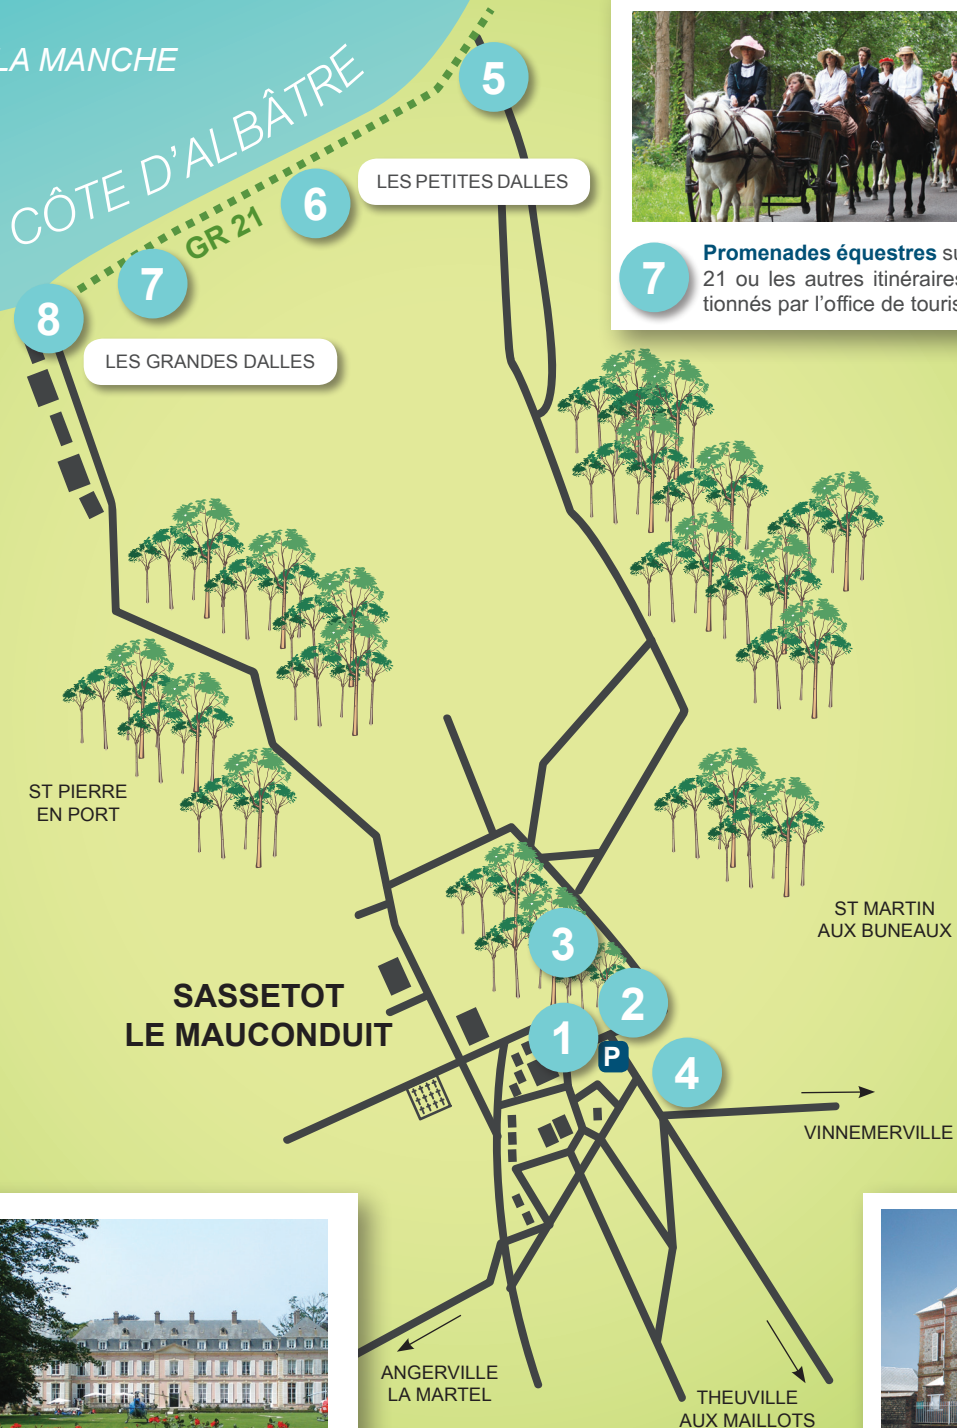 LA MANCHE
CÔTE D’ALBÂTRE
5
LES PETITES DALLES
6
GR 21
7
8
LES GRANDES DALLES
7
Promenades équestres
21 ou les autres itinéraires
tionnés par l’office de
ST PIERRE
EN PORT
ST MARTIN
AUX BUNEAUX
3
SASSETOT
LE MAUCONDUIT
2
1
P
4
VINNEMERVILLE
ANGERVILLE
LA MARTEL
THEUVILLE
AUX MAILLOTS